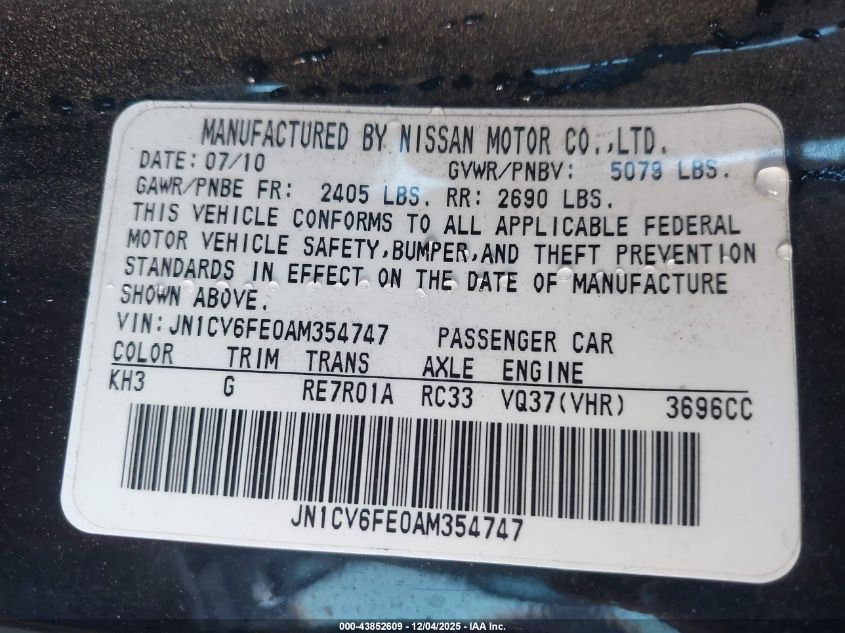 MANUFACTURED BY NISSAN MOTOR CO.,LTD.
DATE: 07/10 GVWR/PNBV: 5079 LBS.
GAWR/PNBE FR: 2405 LBS. RR: 2690 LBS.
THIS VEHICLE CONFORMS TO ALL APPLICABLE FEDERAL
MOTOR VEHICLE SAFETY,BUMPER,AND THEFT PREVENTION
STANDARDS IN EFFECT ON THE DATE OF MANUFACTURE
SHOWN ABOVE.
VIN: JN1CV6FE0AM354747 PASSENGER CAR
COLOR TRIM TRANS AXLE ENGINE
KH3 G RE7R01A RC33 VQ37(VHR) 3696CC
JN1CV6FE0AM354747
000-43852609 - 12/04/2025 - IAA Inc.